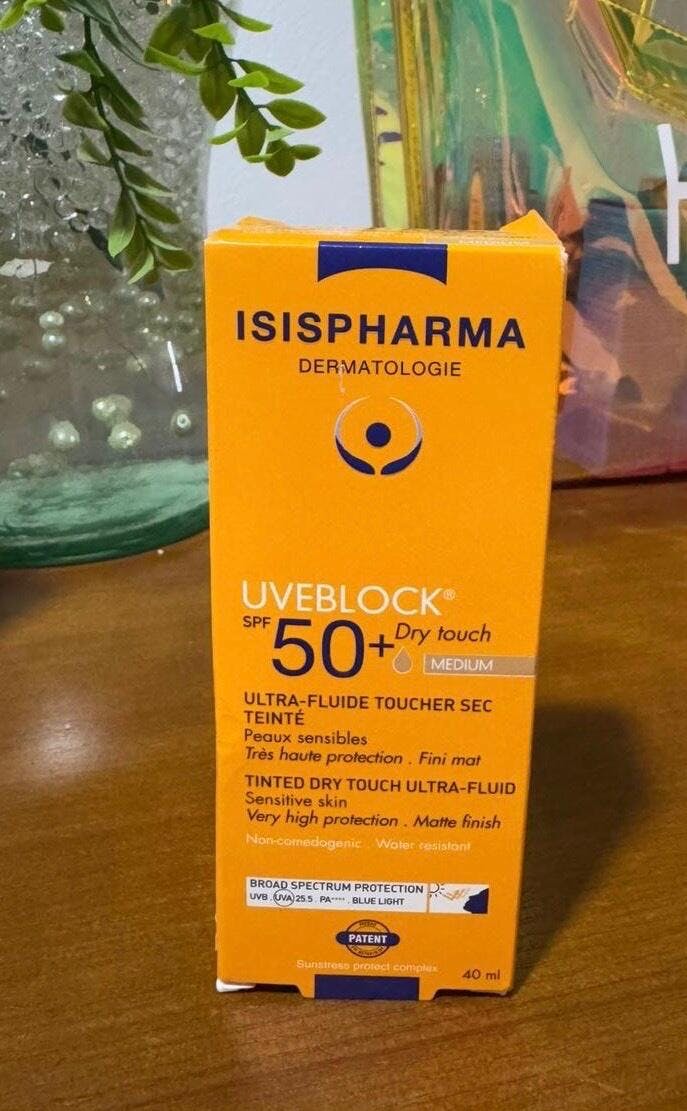 ISISPHARMA
DERMATOLOGIE
UVEBLOCK®
SPF 50+ Dry touch
MEDIUM
ULTRA-FLUIDE TOUCHER SEC
TEINTÉ
Peaux sensibles
Très haute protection . Fini mat
TINTED DRY TOUCH ULTRA-FLUID
Sensitive skin
Very high protection . Matte finish
Non-comedogenic . Water resistant
BROAD SPECTRUM PROTECTION
UVB . UVA 25.5 . PA++++ . BLUE LIGHT
PATENT
Sunstress protect complex
40 ml